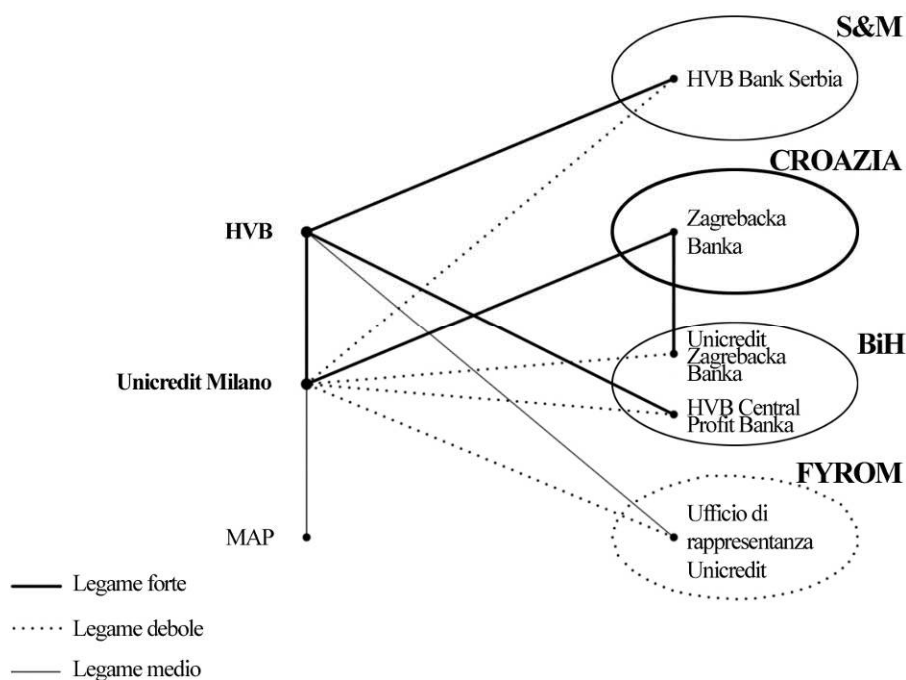 S&M
HVB Bank Serbia
CROAZIA
Zagrebacka
Banka
HVB
Unicredit
Zagrebacka
Banka
BiH
Unicredit Milano
HVB Central
Profit Banka
FYROM
Ufficio di
rappresentanza
Unicredit
MAP
Legame forte
Legame debole
Legame medio